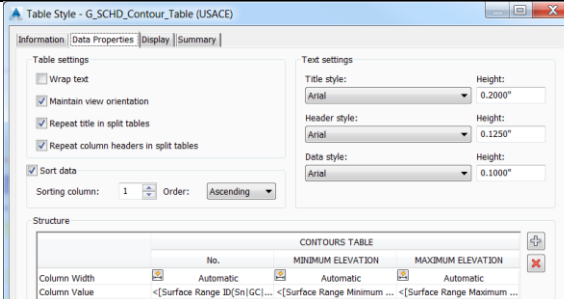 Table Style - G_SCHD_Contour_Table (USACE)
Information Data Properties Display Summary
Table settings
Wrap text
Maintain view orientation
Repeat title in split tables
Repeat column headers in split tables
Sort data
Sorting column: 1 Order: Ascending
Text settings
Title style: Height:
Arial 0.2000"
Header style: Height:
Arial 0.1250"
Data style: Height:
Arial 0.1000"
Structure
CONTOURS TABLE
No. MINIMUM ELEVATION MAXIMUM ELEVATION
Column Width Automatic Automatic Automatic
Column Value <[Surface Range ID(Sn|GC|... <[Surface Range Minimum ... <[Surface Range Maximum ...